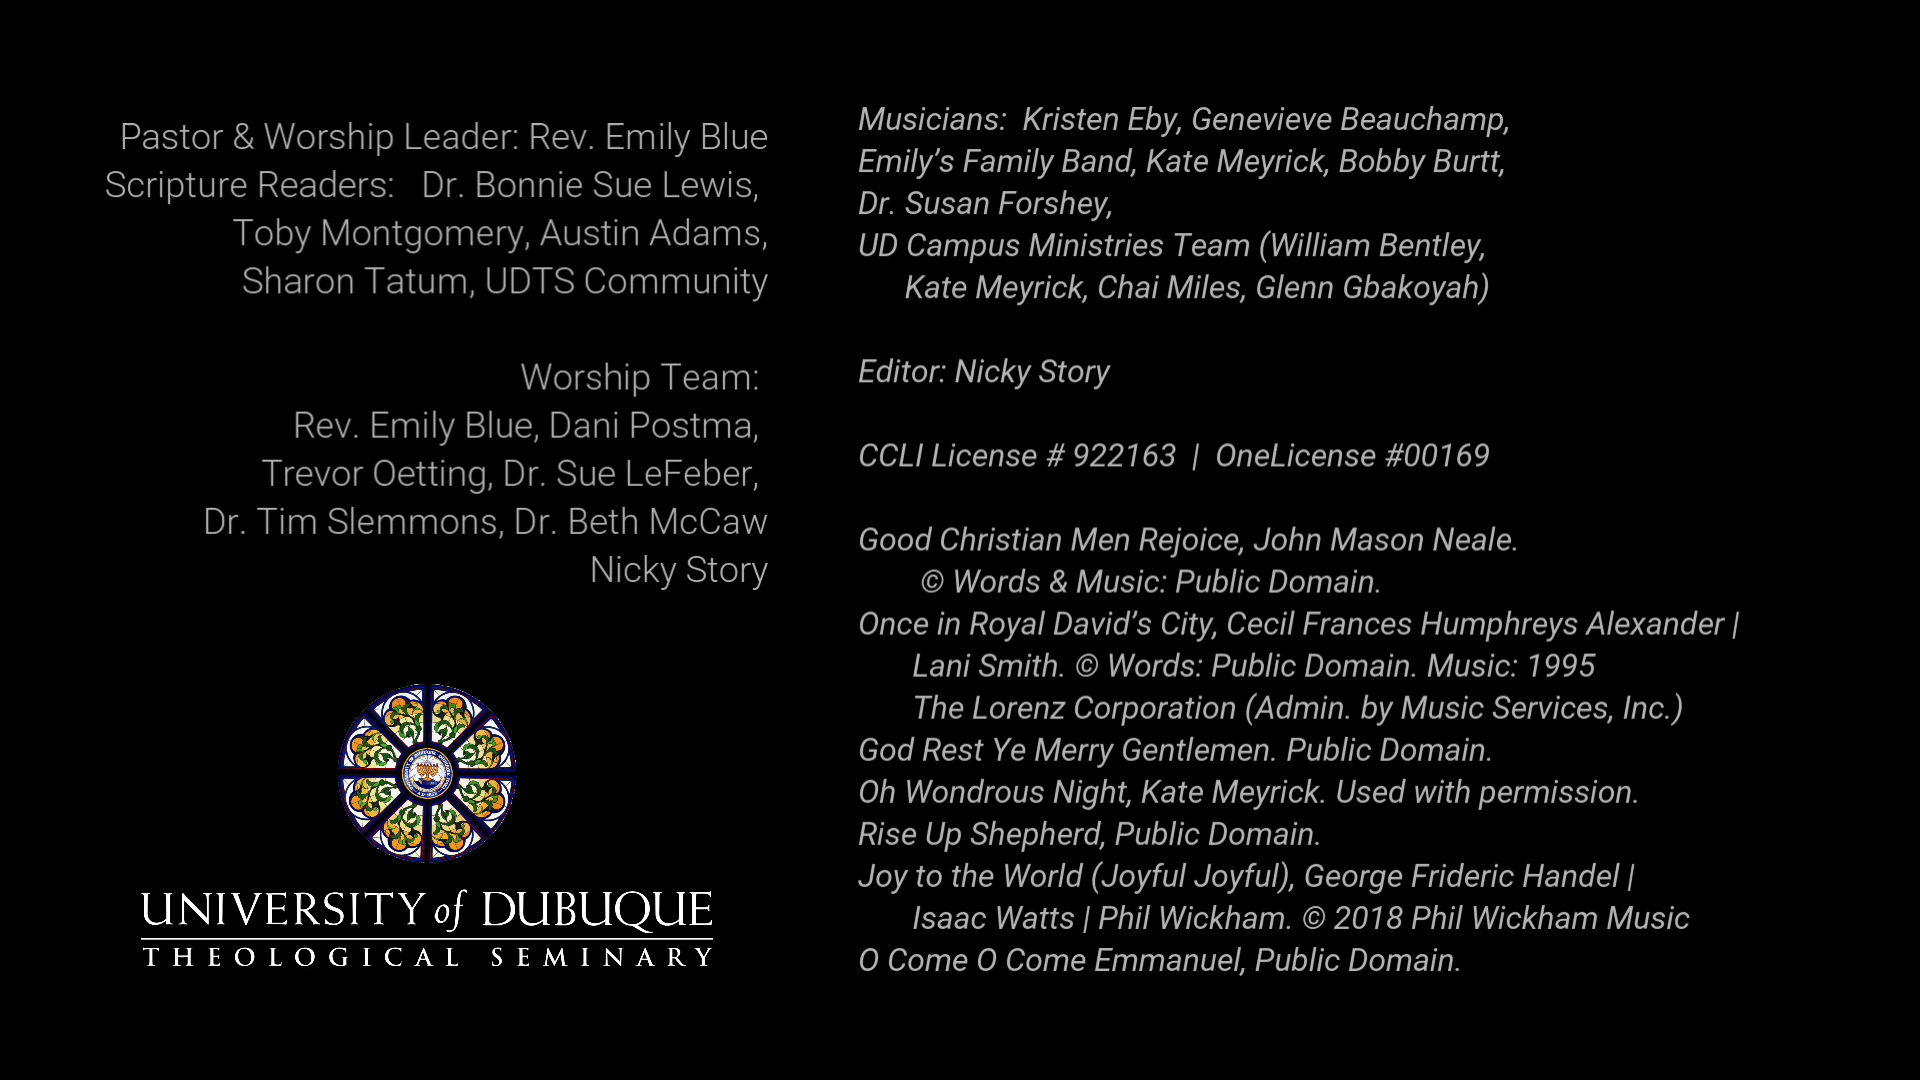 Pastor & Worship Leader: Rev. Emily Blue
Scripture Readers: Dr. Bonnie Sue Lewis,
Toby Montgomery, Austin Adams,
Sharon Tatum, UDTS Community
Worship Team:
Rev. Emily Blue, Dani Postma,
Trevor Oetting, Dr. Sue LeFeber,
Dr. Tim Slemmons, Dr. Beth McCaw
Nicky Story
UNIVERSITY of DUBUQUE
THEOLOGICAL SEMINARY
Musicians: Kristen Eby, Genevieve Beauchamp,
Emily’s Family Band, Kate Meyrick, Bobby Burtt,
Dr. Susan Forshey,
UD Campus Ministries Team (William Bentley,
Kate Meyrick, Chai Miles, Glenn Gbakoyah)
Editor: Nicky Story
CCLI License # 922163 | OneLicense #00169
Good Christian Men Rejoice, John Mason Neale.
© Words & Music: Public Domain.
Once in Royal David’s City, Cecil Frances Humphreys Alexander |
Lani Smith. © Words: Public Domain. Music: 1995
The Lorenz Corporation (Admin. by Music Services, Inc.)
God Rest Ye Merry Gentlemen. Public Domain.
Oh Wondrous Night, Kate Meyrick. Used with permission.
Rise Up Shepherd, Public Domain.
Joy to the World (Joyful Joyful), George Frideric Handel |
Isaac Watts | Phil Wickham. © 2018 Phil Wickham Music
O Come O Come Emmanuel, Public Domain.